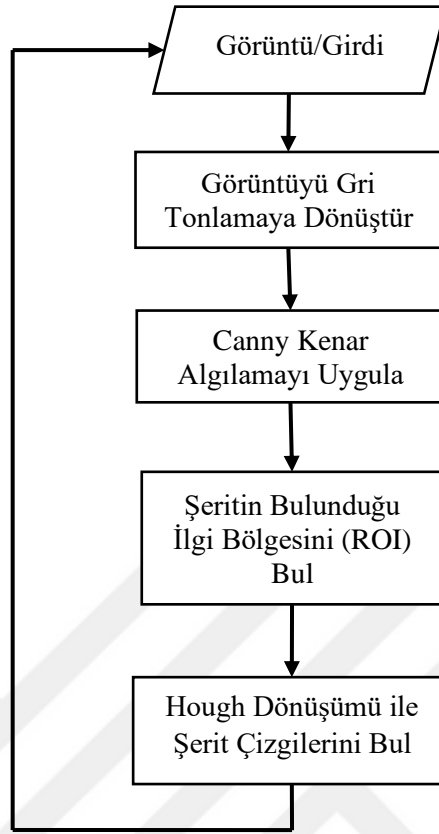 Görüntü/Girdi
Görüntüyü Gri
Tonlamaya Dönüştür
Canny Kenar
Algılamayı Uygula
Şeritin Bulunduğu
İlgi Bölgesini (ROI)
Bul
Hough Dönüşümü ile
Şerit Çizgilerini Bul